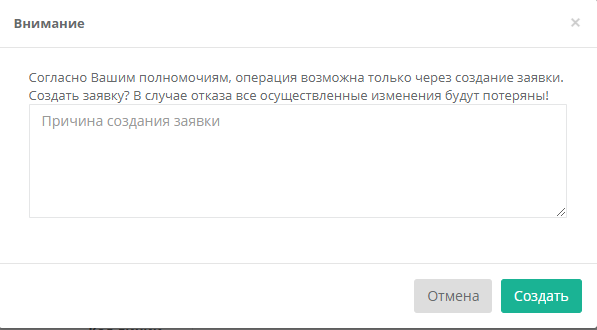 Внимание
×
Согласно Вашим полномочиям, операция возможна только через создание заявки.
Создать заявку? В случае отказа все осуществленные изменения будут потеряны!
Причина создания заявки
Отмена
Создать